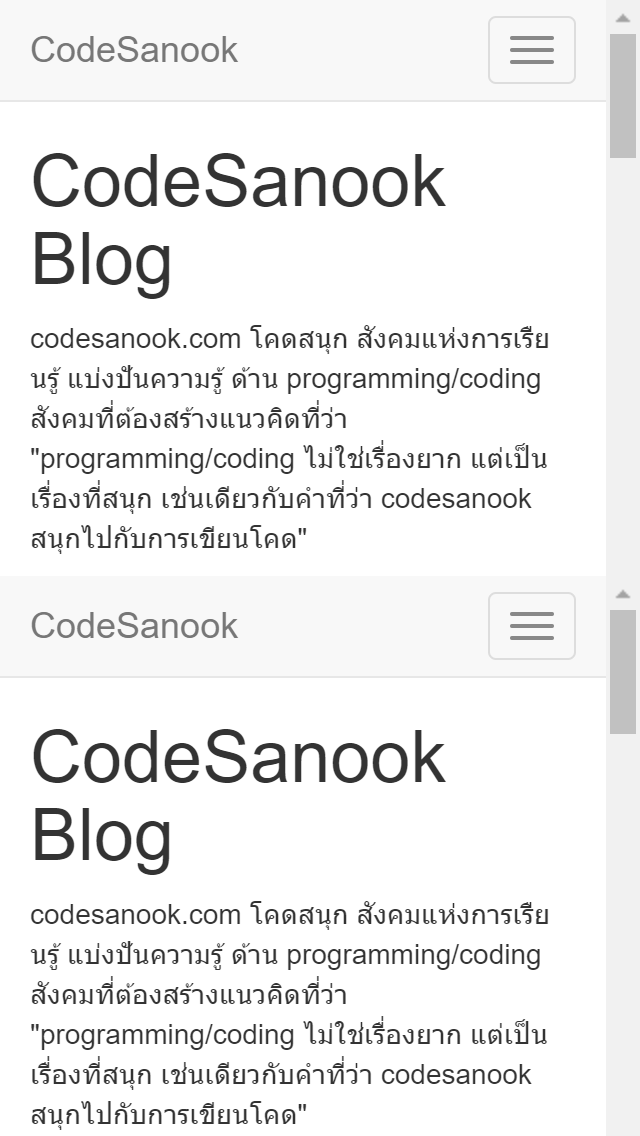 CodeSanook
CodeSanook
Blog
codesanook.com โคดสนุก สังคมแห่งการเรีย
นรู้ แบ่งปันความรู้ ด้าน programming/coding
สังคมที่ต้องสร้างแนวคิดที่ว่า
"programming/coding ไม่ใช่เรื่องยาก แต่เป็น
เรื่องที่สนุก เช่นเดียวกับคำที่ว่า codesanook
สนุกไปกับการเขียนโคด"
CodeSanook
CodeSanook
Blog
codesanook.com โคดสนุก สังคมแห่งการเรีย
นรู้ แบ่งปันความรู้ ด้าน programming/coding
สังคมที่ต้องสร้างแนวคิดที่ว่า
"programming/coding ไม่ใช่เรื่องยาก แต่เป็น
เรื่องที่สนุก เช่นเดียวกับคำที่ว่า codesanook
สนุกไปกับการเขียนโคด"